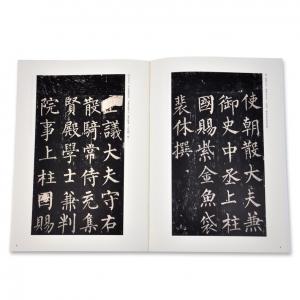 使朝散大夫兼
御史中丞上柱
國賜紫金魚袋
裴休撰
正議大夫守右
散騎常侍充集
賢殿學士兼判
院事上柱國賜